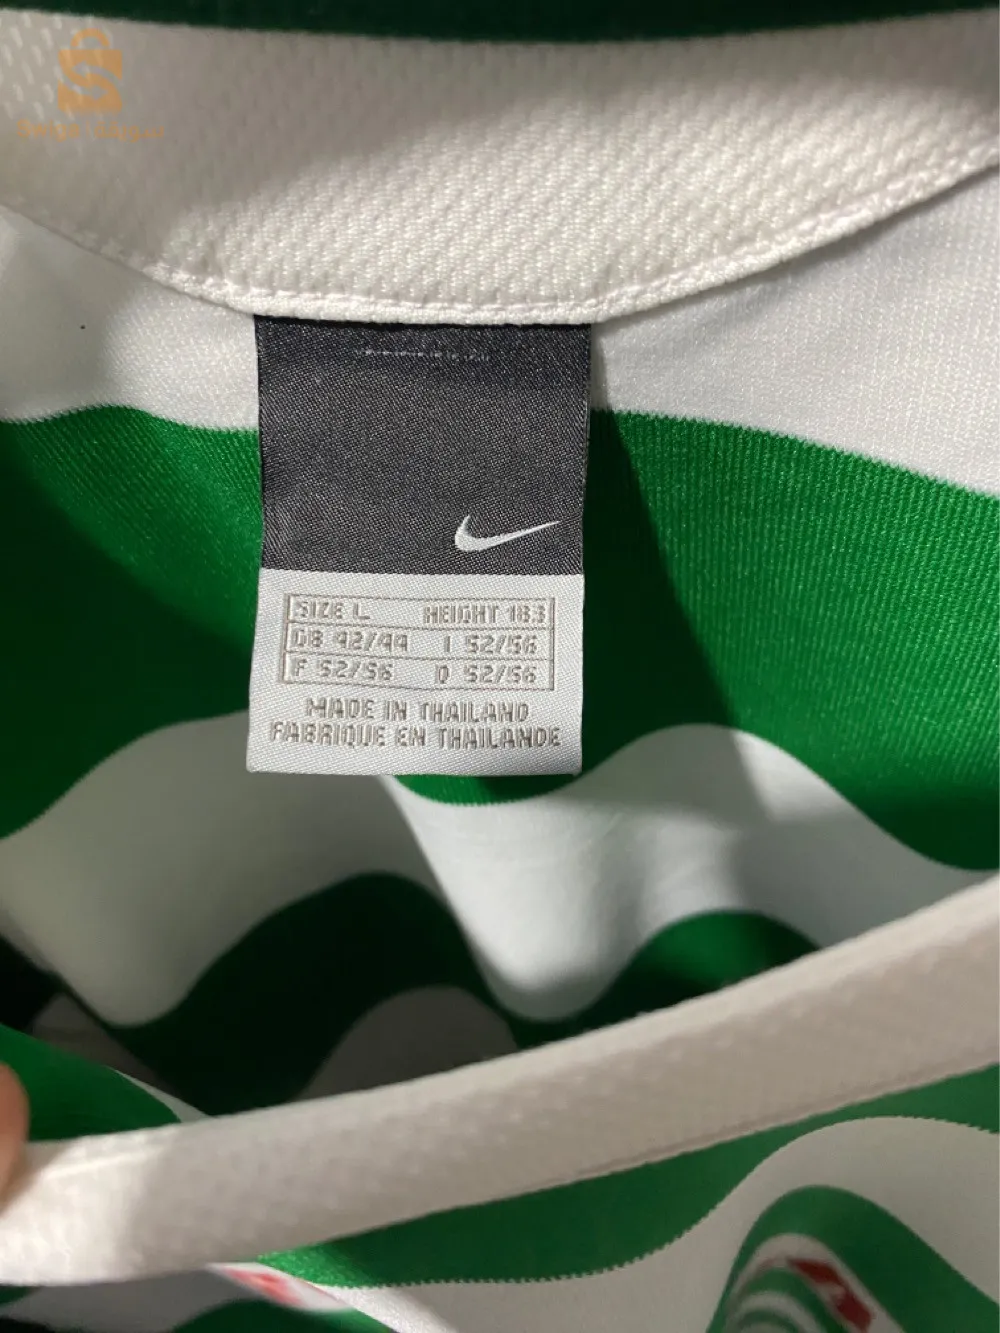 SIZE L HEIGHT 183
GB 42/44 I 52/56
F 52/56 D 52/56
MADE IN THAILAND
FABRIQUE EN THAILANDE